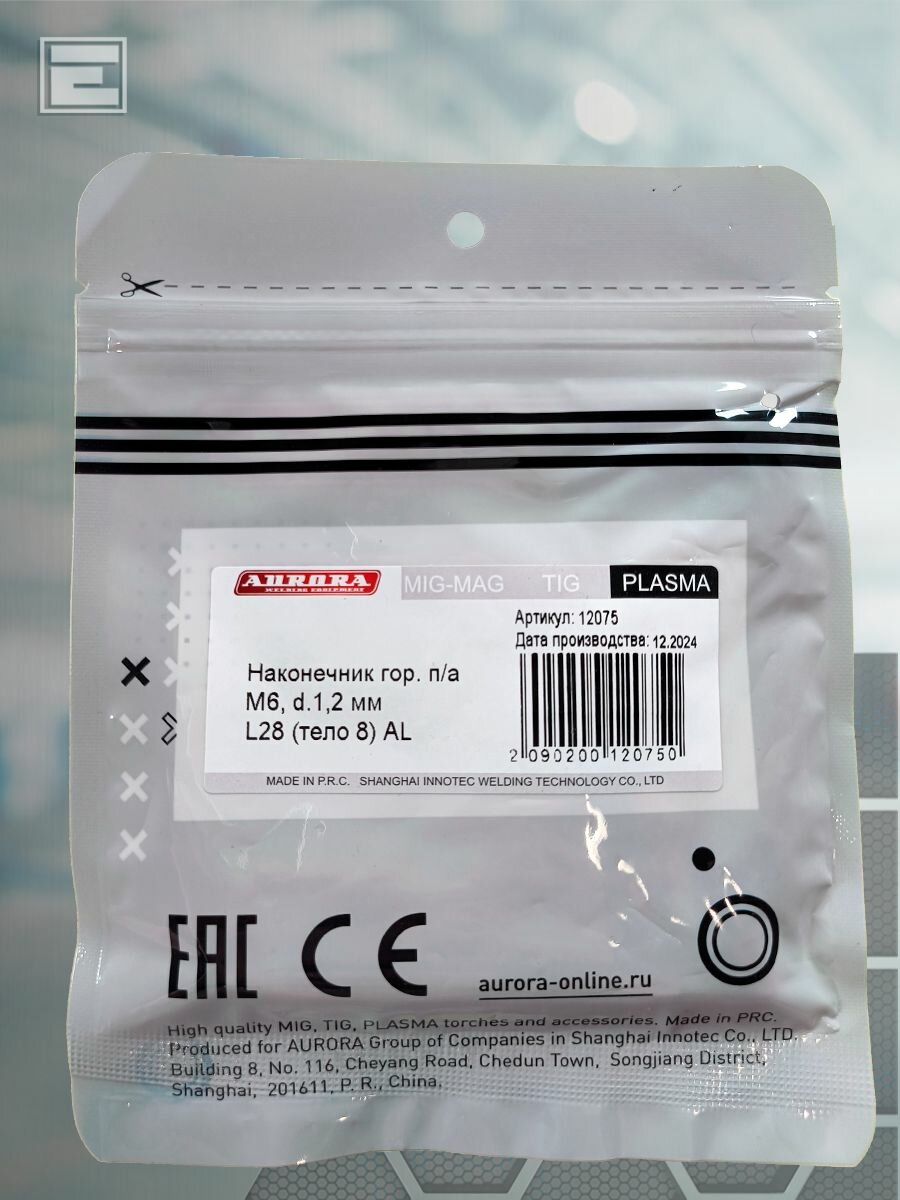 AURORA
WELDING EQUIPMENT
MIG-MAG TIG PLASMA
Артикул: 12075
Дата производства: 12.2024
Наконечник гор. п/а
М6, d.1,2 мм
L28 (тело 8) AL
2 090200 120750
MADE IN P.R.C. SHANGHAI INNOTEC WELDING TECHNOLOGY CO., LTD
EAC CE
aurora-online.ru
High quality MIG, TIG, PLASMA torches and accessories. Made in PRC.
Produced for AURORA Group of Companies in Shanghai Innotec Co., LTD.
Building 8, No. 116, Cheyang Road, Chedun Town, Songjiang District,
Shanghai, 201611, P. R., China,